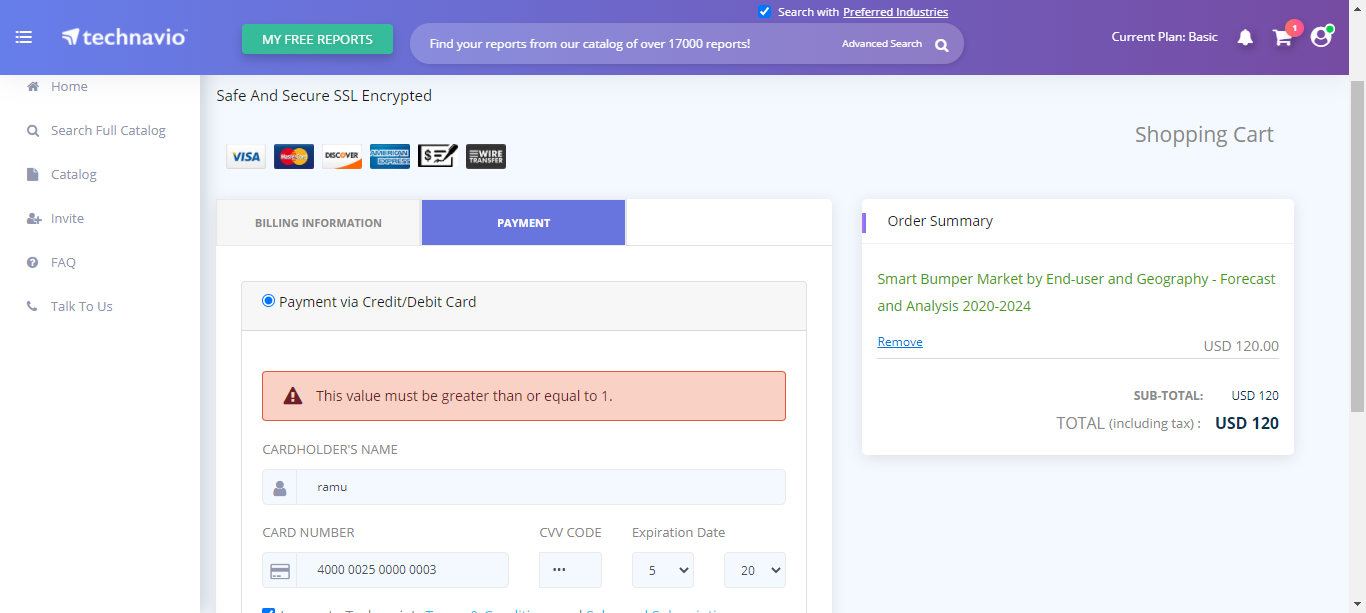 Search with Preferred Industries
technavio
MY FREE REPORTS
Find your reports from our catalog of over 17000 reports!
Advanced Search
Current Plan: Basic
1
Home
Search Full Catalog
Catalog
Invite
FAQ
Talk To Us
Safe And Secure SSL Encrypted
Shopping Cart
VISA
MasterCard
DISCOVER
AMERICAN EXPRESS
$
WIRE TRANSFER
BILLING INFORMATION
PAYMENT
Payment via Credit/Debit Card
This value must be greater than or equal to 1.
CARDHOLDER'S NAME
ramu
CARD NUMBER
CVV CODE
Expiration Date
4000 0025 0000 0003
•••
5
20
Order Summary
Smart Bumper Market by End-user and Geography - Forecast
and Analysis 2020-2024
Remove
USD 120.00
SUB-TOTAL: USD 120
TOTAL (including tax) : USD 120